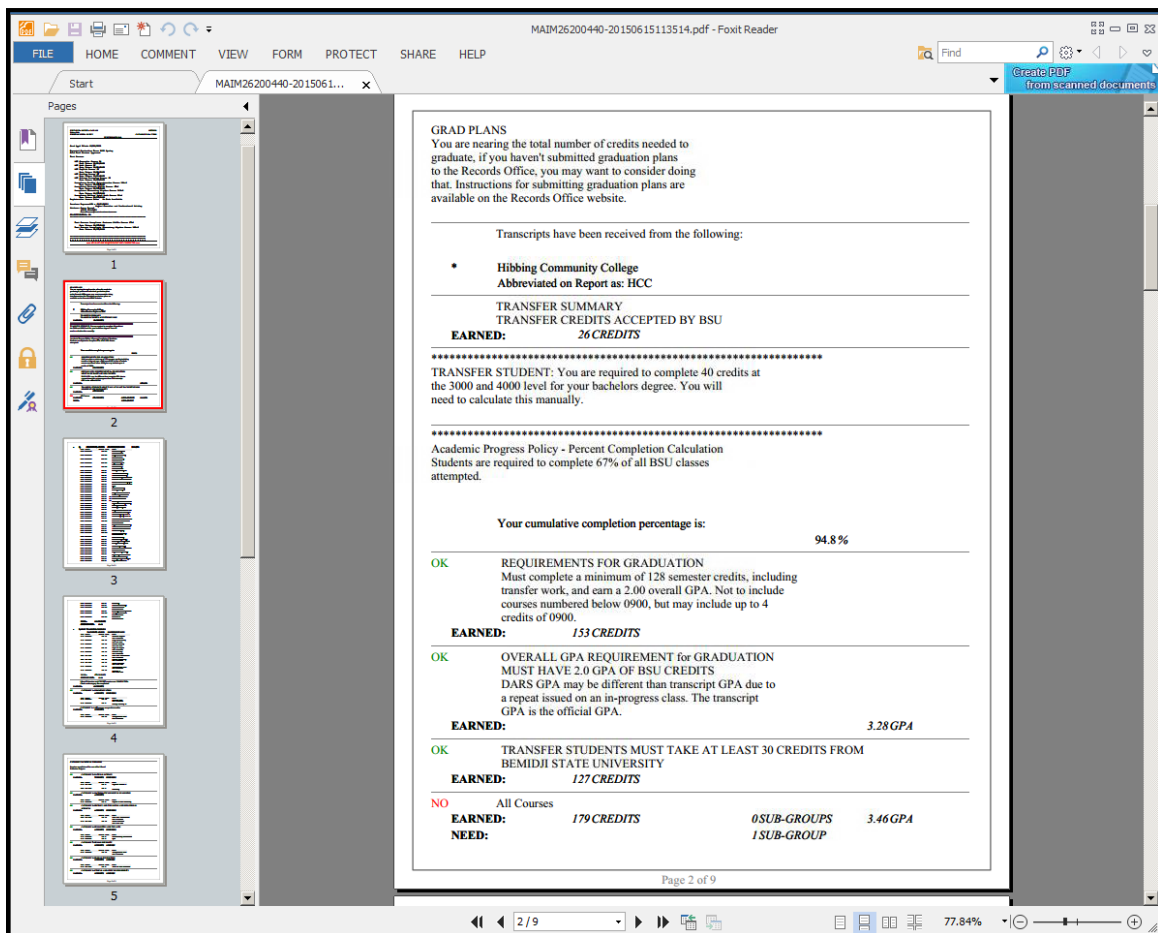 MAIM26200440-20150615113514.pdf - Foxit Reader
FILE HOME COMMENT VIEW FORM PROTECT SHARE HELP
Find
Start
MAIM26200440-2015061...
Create PDF
from scanned documents
Pages
1
2
3
4
5
GRAD PLANS
You are nearing the total number of credits needed to
graduate, if you haven't submitted graduation plans
to the Records Office, you may want to consider doing
that. Instructions for submitting graduation plans are
available on the Records Office website.
Transcripts have been received from the following:
* Hibbing Community College
Abbreviated on Report as: HCC
TRANSFER SUMMARY
TRANSFER CREDITS ACCEPTED BY BSU
EARNED: 26 CREDITS
*****************************************************************
TRANSFER STUDENT: You are required to complete 40 credits at
the 3000 and 4000 level for your bachelors degree. You will
need to calculate this manually.
*****************************************************************
Academic Progress Policy - Percent Completion Calculation
Students are required to complete 67% of all BSU classes
attempted.
Your cumulative completion percentage is:
94.8%
OK REQUIREMENTS FOR GRADUATION
Must complete a minimum of 128 semester credits, including
transfer work, and earn a 2.00 overall GPA. Not to include
courses numbered below 0900, but may include up to 4
credits of 0900.
EARNED: 153 CREDITS
OK OVERALL GPA REQUIREMENT for GRADUATION
MUST HAVE 2.0 GPA OF BSU CREDITS
DARS GPA may be different than transcript GPA due to
a repeat issued on an in-progress class. The transcript
GPA is the official GPA.
EARNED: 3.28 GPA
OK TRANSFER STUDENTS MUST TAKE AT LEAST 30 CREDITS FROM
BEMIDJI STATE UNIVERSITY
EARNED: 127 CREDITS
NO All Courses
EARNED: 179 CREDITS 0 SUB-GROUPS 3.46 GPA
NEED: 1 SUB-GROUP
Page 2 of 9
2/9
77.84%